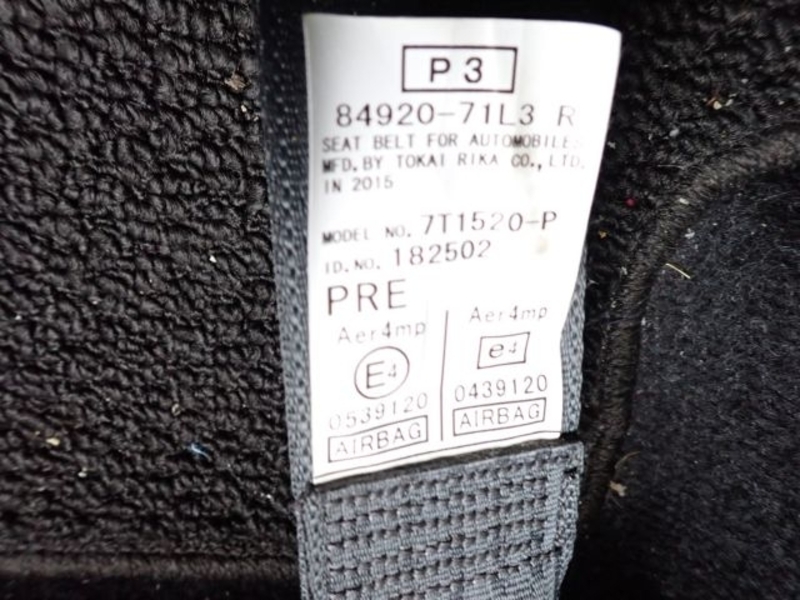 P3
84920-71L3 R
SEAT BELT FOR AUTOMOBILE.
MFD. BY TOKAI RIKA CO., LTD.
IN 2015
MODEL NO. 7T1520-P
ID. NO. 182502
PRE
Aer4mp Aer4mp
E4 e4
0539120 0439120
AIRBAG AIRBAG